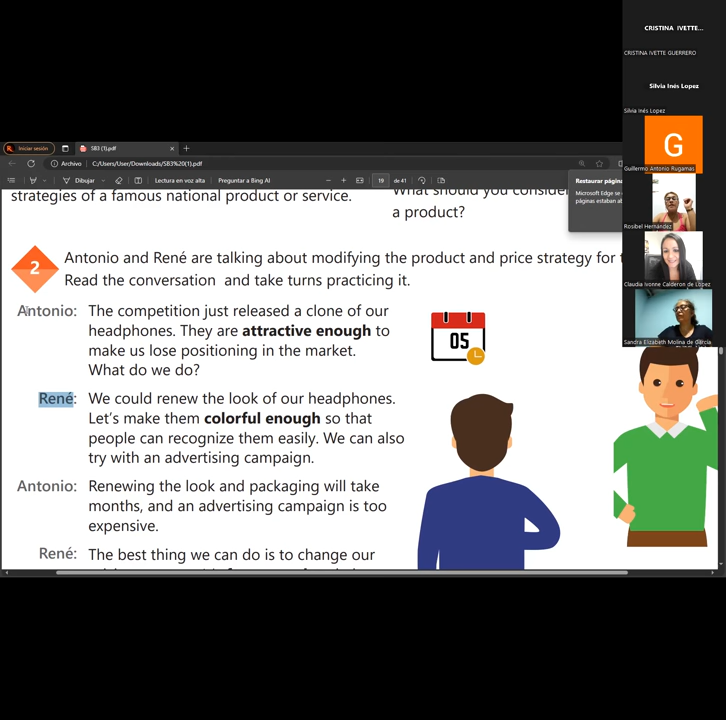 CRISTINA IVETTE...
CRISTINA IVETTE GUERRERO
Silvia Inés Lopez
Silvia Inés Lopez
G
Guillermo Antonio Rugamas
Rosibel Hernández
Claudia Ivonne Calderon de López
Sandra Elizabeth Molina de García
Iniciar sesión
SB3 (1).pdf
Archivo
C:/Users/User/Downloads/SB3%20(1).pdf
Dibujar
Lectura en voz alta
Preguntar a Bing AI
19
de 41
Restaurar página
Microsoft Edge se
páginas estaban ab
strategies of a famous national product or service.
What should you conside
a product?
2
Antonio and René are talking about modifying the product and price strategy for
Read the conversation and take turns practicing it.
Antonio: The competition just released a clone of our
headphones. They are attractive enough to
make us lose positioning in the market.
What do we do?
05
René: We could renew the look of our headphones.
Let's make them colorful enough so that
people can recognize them easily. We can also
try with an advertising campaign.
Antonio: Renewing the look and packaging will take
months, and an advertising campaign is too
expensive.
René: The best thing we can do is to change our